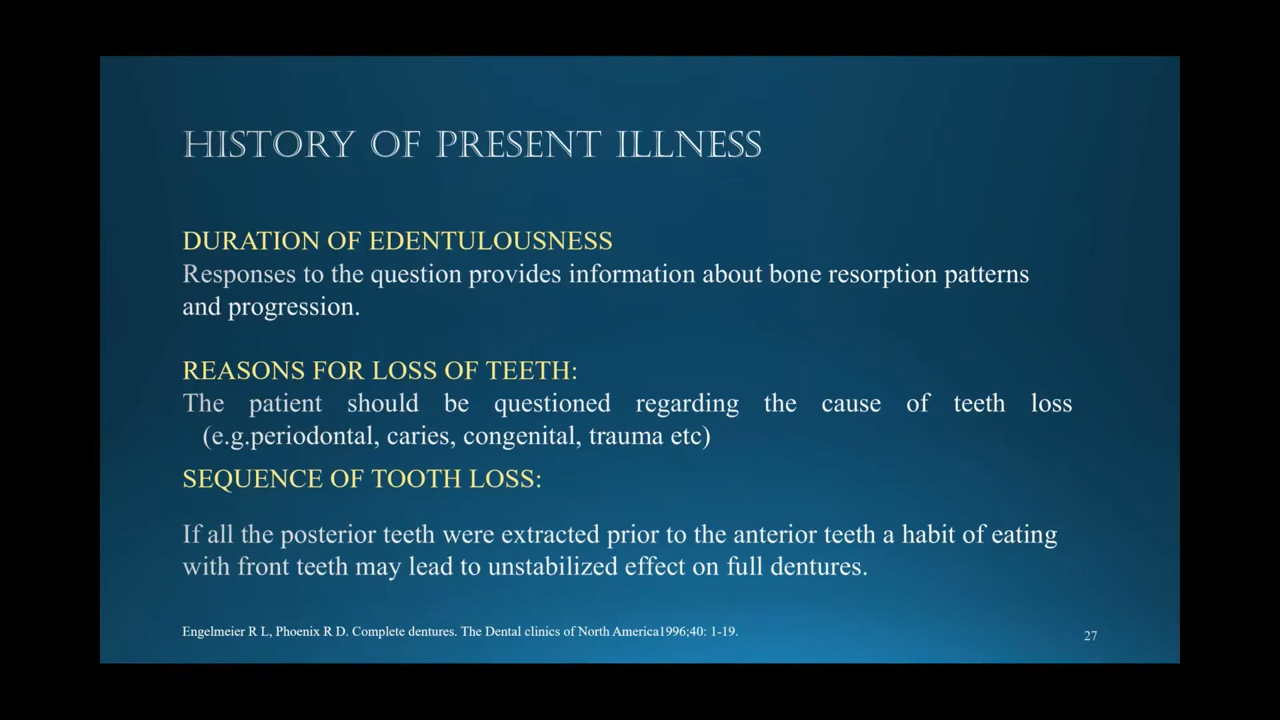 HISTORY OF PRESENT ILLNESS
DURATION OF EDENTULOUSNESS
Responses to the question provides information about bone resorption patterns
and progression.
REASONS FOR LOSS OF TEETH:
The patient should be questioned regarding the cause of teeth loss
(e.g.periodontal, caries, congenital, trauma etc)
SEQUENCE OF TOOTH LOSS:
If all the posterior teeth were extracted prior to the anterior teeth a habit of eating
with front teeth may lead to unstabilized effect on full dentures.
Engelmeier R L, Phoenix R D. Complete dentures. The Dental clinics of North America1996;40: 1-19.
27